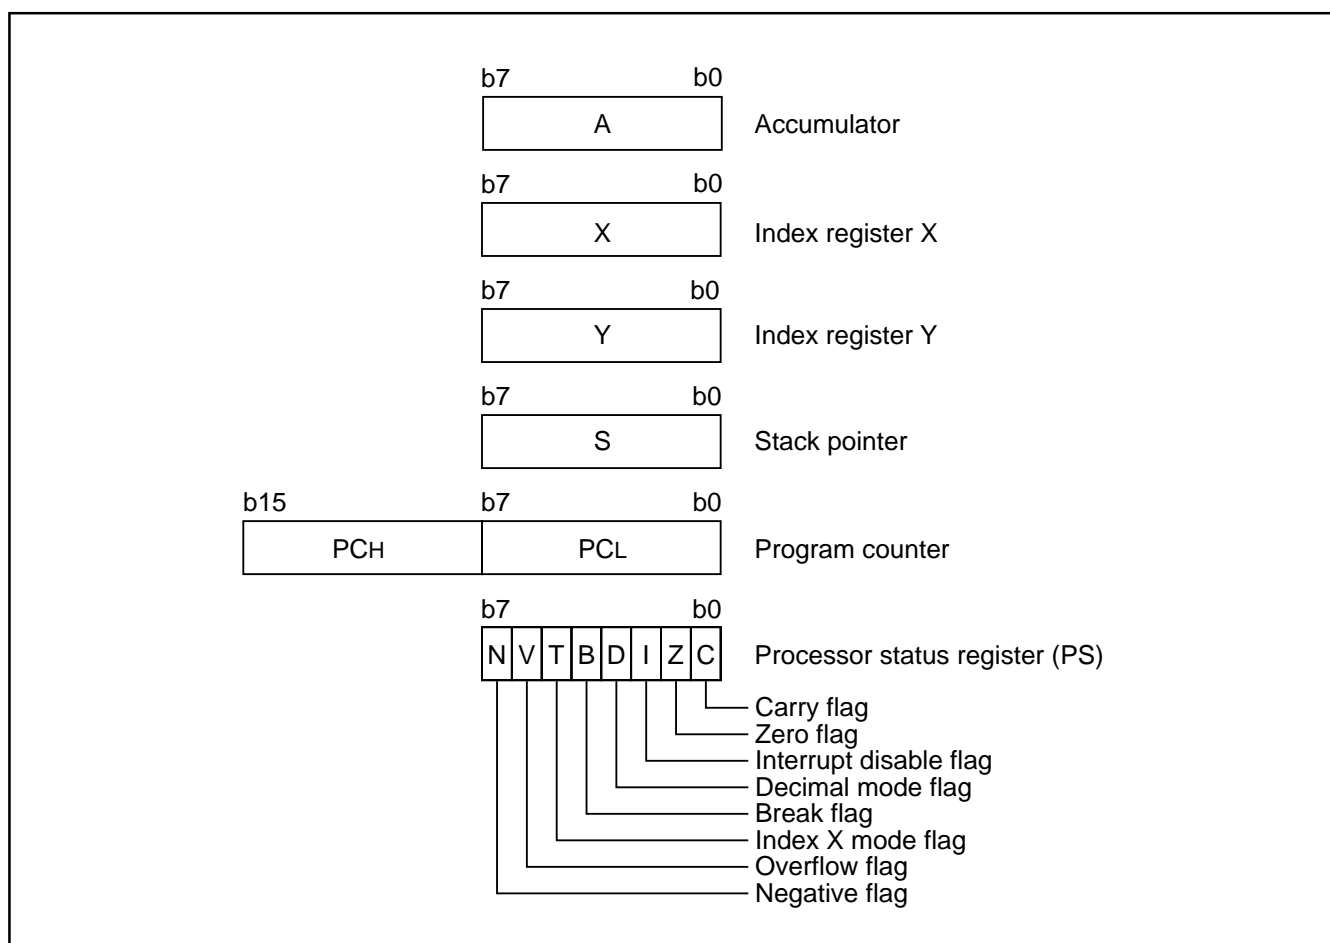 b7 b0
A Accumulator
b7 b0
X Index register X
b7 b0
Y Index register Y
b7 b0
S Stack pointer
b15 b7 b0
PCH PCL Program counter
b7 b0
N V T B D I Z C Processor status register (PS)
Carry flag
Zero flag
Interrupt disable flag
Decimal mode flag
Break flag
Index X mode flag
Overflow flag
Negative flag